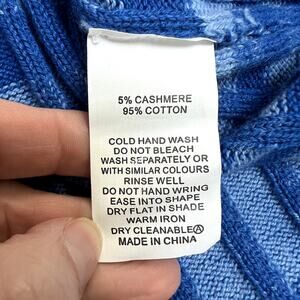 5% CASHMERE
95% COTTON
COLD HAND WASH
DO NOT BLEACH
WASH SEPARATELY OR
WITH SIMILAR COLOURS
RINSE WELL
DO NOT HAND WRING
EASE INTO SHAPE
DRY FLAT IN SHADE
WARM IRON
DRY CLEANABLE Ⓐ
MADE IN CHINA